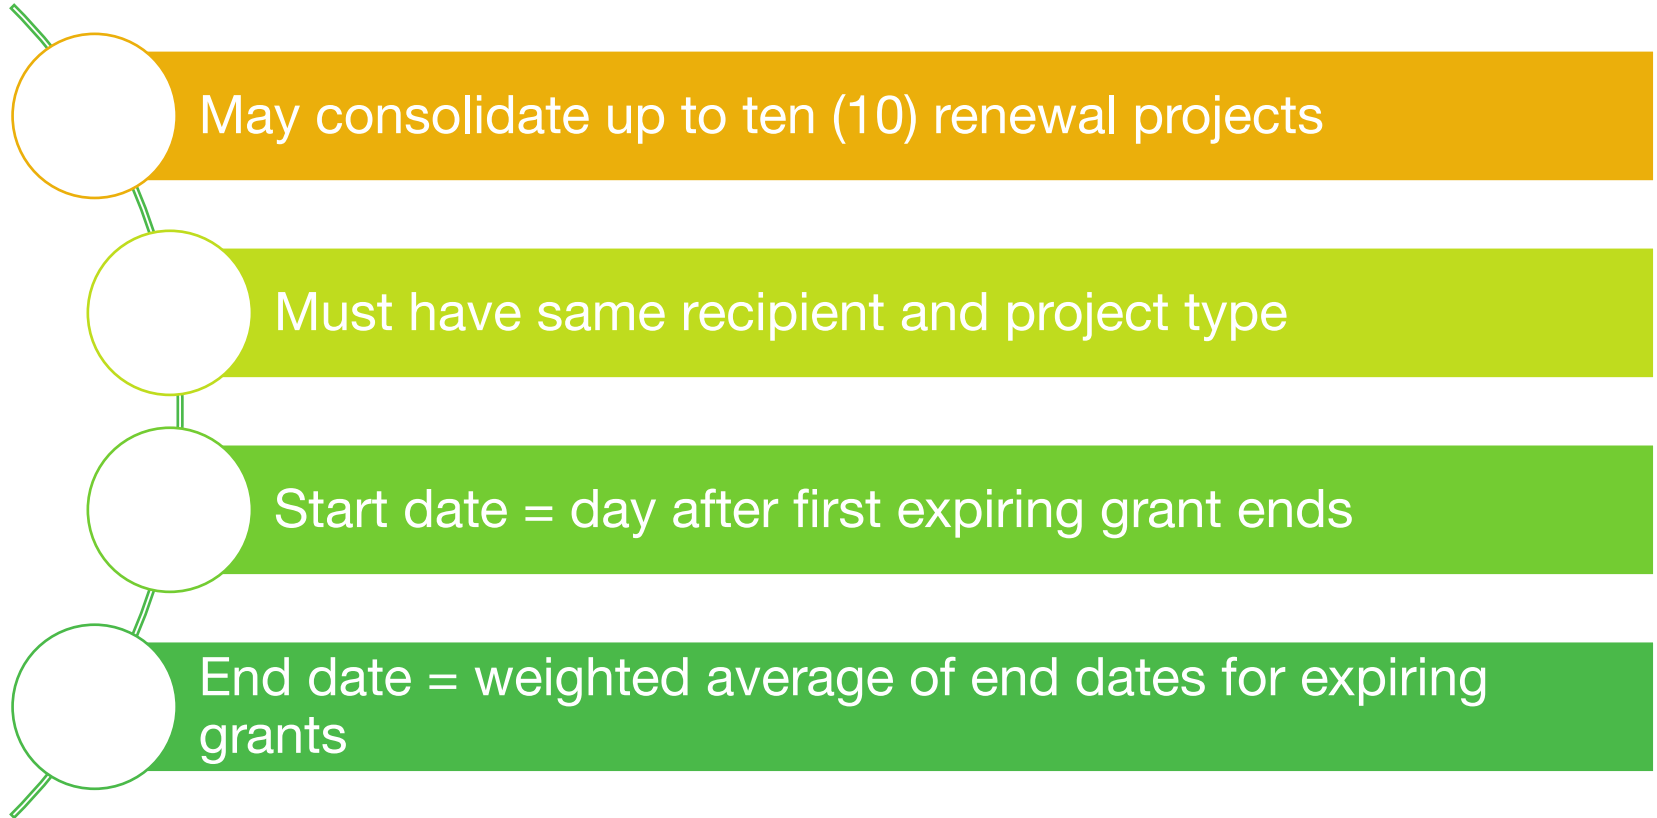 May consolidate up to ten (10) renewal projects
Must have same recipient and project type
Start date = day after first expiring grant ends
End date = weighted average of end dates for expiring
grants